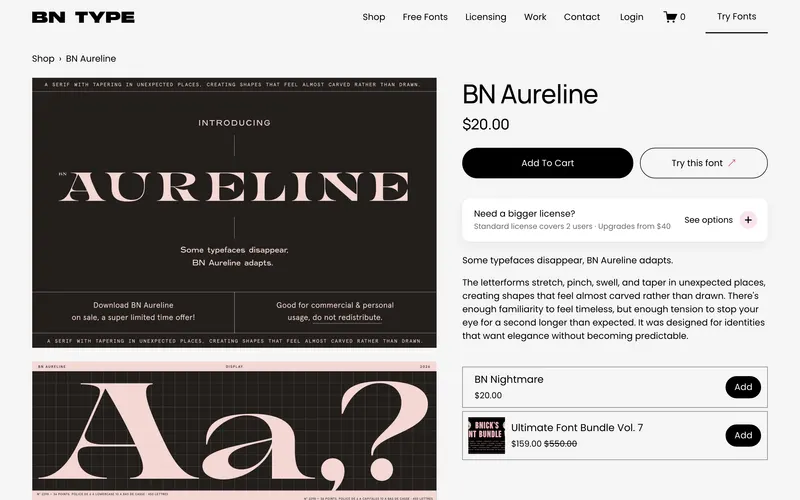 BN TYPE
Shop
Free Fonts
Licensing
Work
Contact
Login
0
Try Fonts
Shop › BN Aureline
A SERIF WITH TAPERING IN UNEXPECTED PLACES, CREATING SHAPES THAT FEEL ALMOST CARVED RATHER THAN DRAWN.
INTRODUCING
BN AURELINE
Some typefaces disappear,
BN Aureline adapts.
Download BN Aureline
on sale, a super limited time offer!
Good for commercial & personal
usage, do not redistribute.
A SERIF WITH TAPERING IN UNEXPECTED PLACES, CREATING SHAPES THAT FEEL ALMOST CARVED RATHER THAN DRAWN.
BN AURELINE
DISPLAY
Aa,?
BN Aureline
$20.00
Add To Cart
Try this font ↗
Need a bigger license?
Standard license covers 2 users · Upgrades from $40
See options +
Some typefaces disappear, BN Aureline adapts.
The letterforms stretch, pinch, swell, and taper in unexpected places,
creating shapes that feel almost carved rather than drawn. There's
enough familiarity to feel timeless, but enough tension to stop your
eye for a second longer than expected. It was designed for identities
that want elegance without becoming predictable.
BN Nightmare
$20.00
Add
BNICK'S
NT BUNDLE
Ultimate Font Bundle Vol. 7
$159.00 $550.00
Add